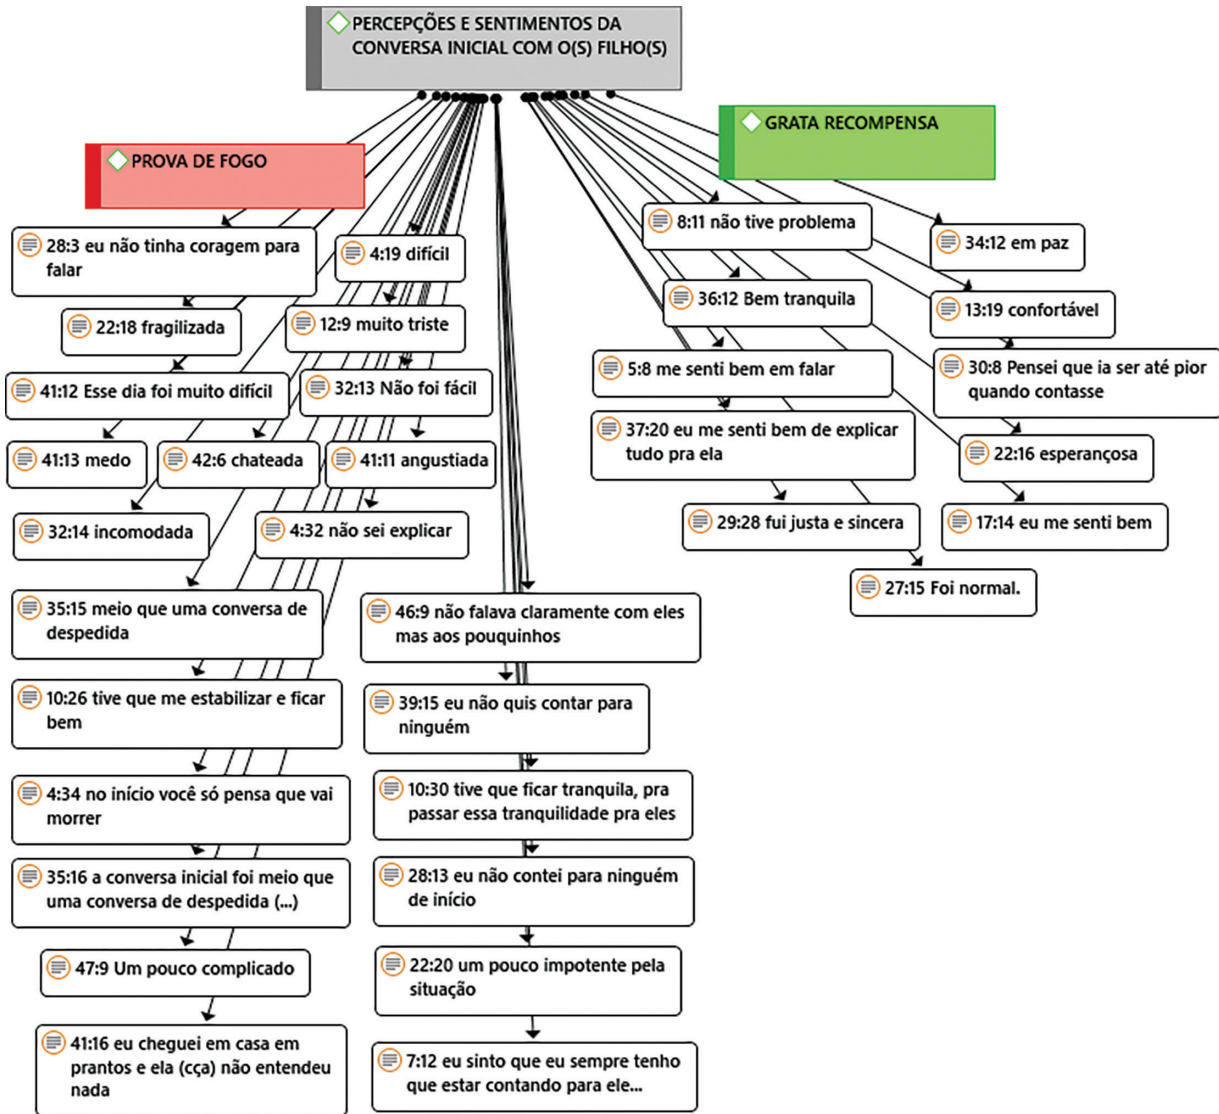 PERCEPÇÕES E SENTIMENTOS DA
CONVERSA INICIAL COM O(S) FILHO(S)
PROVA DE FOGO
GRATA RECOMPENSA
28:3 eu não tinha coragem para
falar
4:19 difícil
22:18 fragilizada
12:9 muito triste
41:12 Esse dia foi muito difícil
32:13 Não foi fácil
41:13 medo
42:6 chateada
41:11 angustiada
32:14 incomodada
4:32 não sei explicar
35:15 meio que uma conversa de
despedida
10:26 tive que me estabilizar e ficar
bem
4:34 no início você só pensa que vai
morrer
35:16 a conversa inicial foi meio que
uma conversa de despedida (...)
47:9 Um pouco complicado
41:16 eu cheguei em casa em
prantos e ela (cça) não entendeu
nada
46:9 não falava claramente com eles
mas aos pouquinhos
39:15 eu não quis contar para
ninguém
10:30 tive que ficar tranquila, pra
passar essa tranquilidade pra eles
28:13 eu não contei para ninguém
de início
22:20 um pouco impotente pela
situação
7:12 eu sinto que eu sempre tenho
que estar contando para ele...
8:11 não tive problema
34:12 em paz
36:12 Bem tranquila
13:19 confortável
5:8 me senti bem em falar
30:8 Pensei que ia ser até pior
quando contasse
37:20 eu me senti bem de explicar
tudo pra ela
22:16 esperançosa
29:28 fui justa e sincera
17:14 eu me senti bem
27:15 Foi normal.